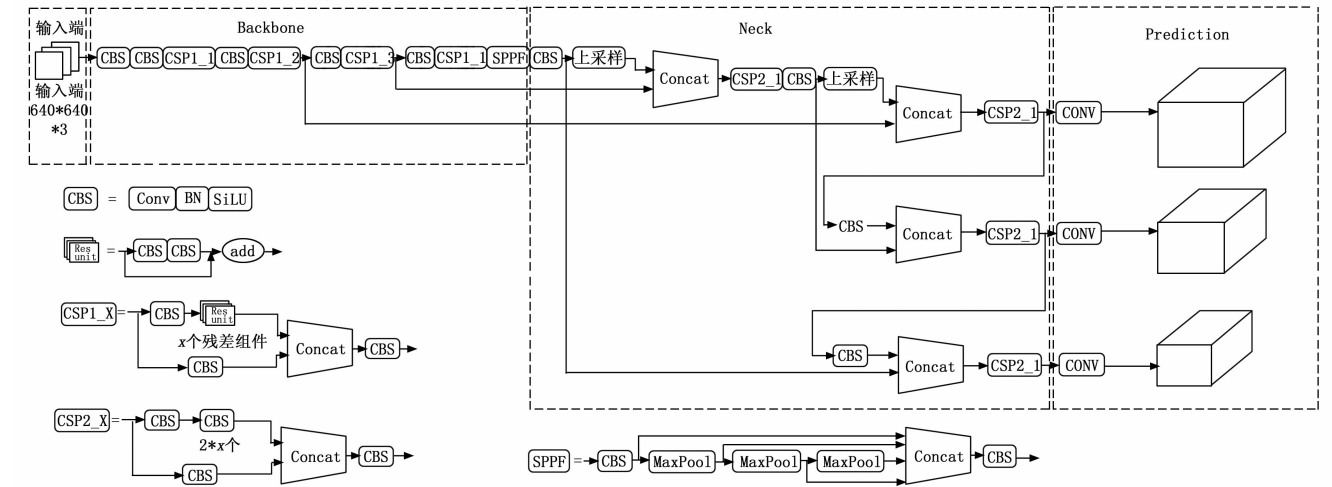 输入端
输入端
640*640
*3
Backbone
CBS CBS CSP1_1 CBS CSP1_2 CBS CSP1_3 CBS CSP1_1 SPPF
Neck
CBS 上采样 Concat CSP2_1 CBS 上采样 Concat CSP2_1
CBS Concat CSP2_1
CBS Concat CSP2_1
Prediction
CONV
CONV
CONV
CBS = Conv BN SiLU
Res unit = CBS CBS add
CSP1_X= CBS Res unit
x个残差组件
CBS
Concat CBS
CSP2_X= CBS CBS
2*x个
CBS
Concat CBS
SPPF = CBS MaxPool MaxPool MaxPool Concat CBS